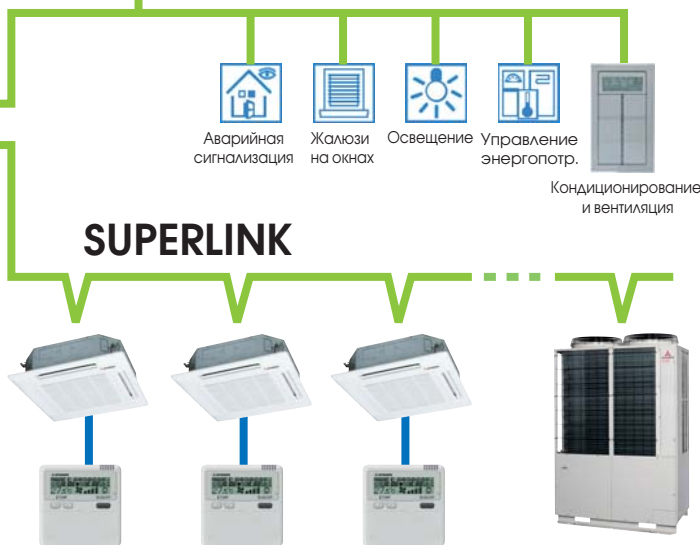 Аварийная
сигнализация
Жалюзи
на окнах
Освещение
Управление
энергопотр.
Кондиционирование
и вентиляция
SUPERLINK